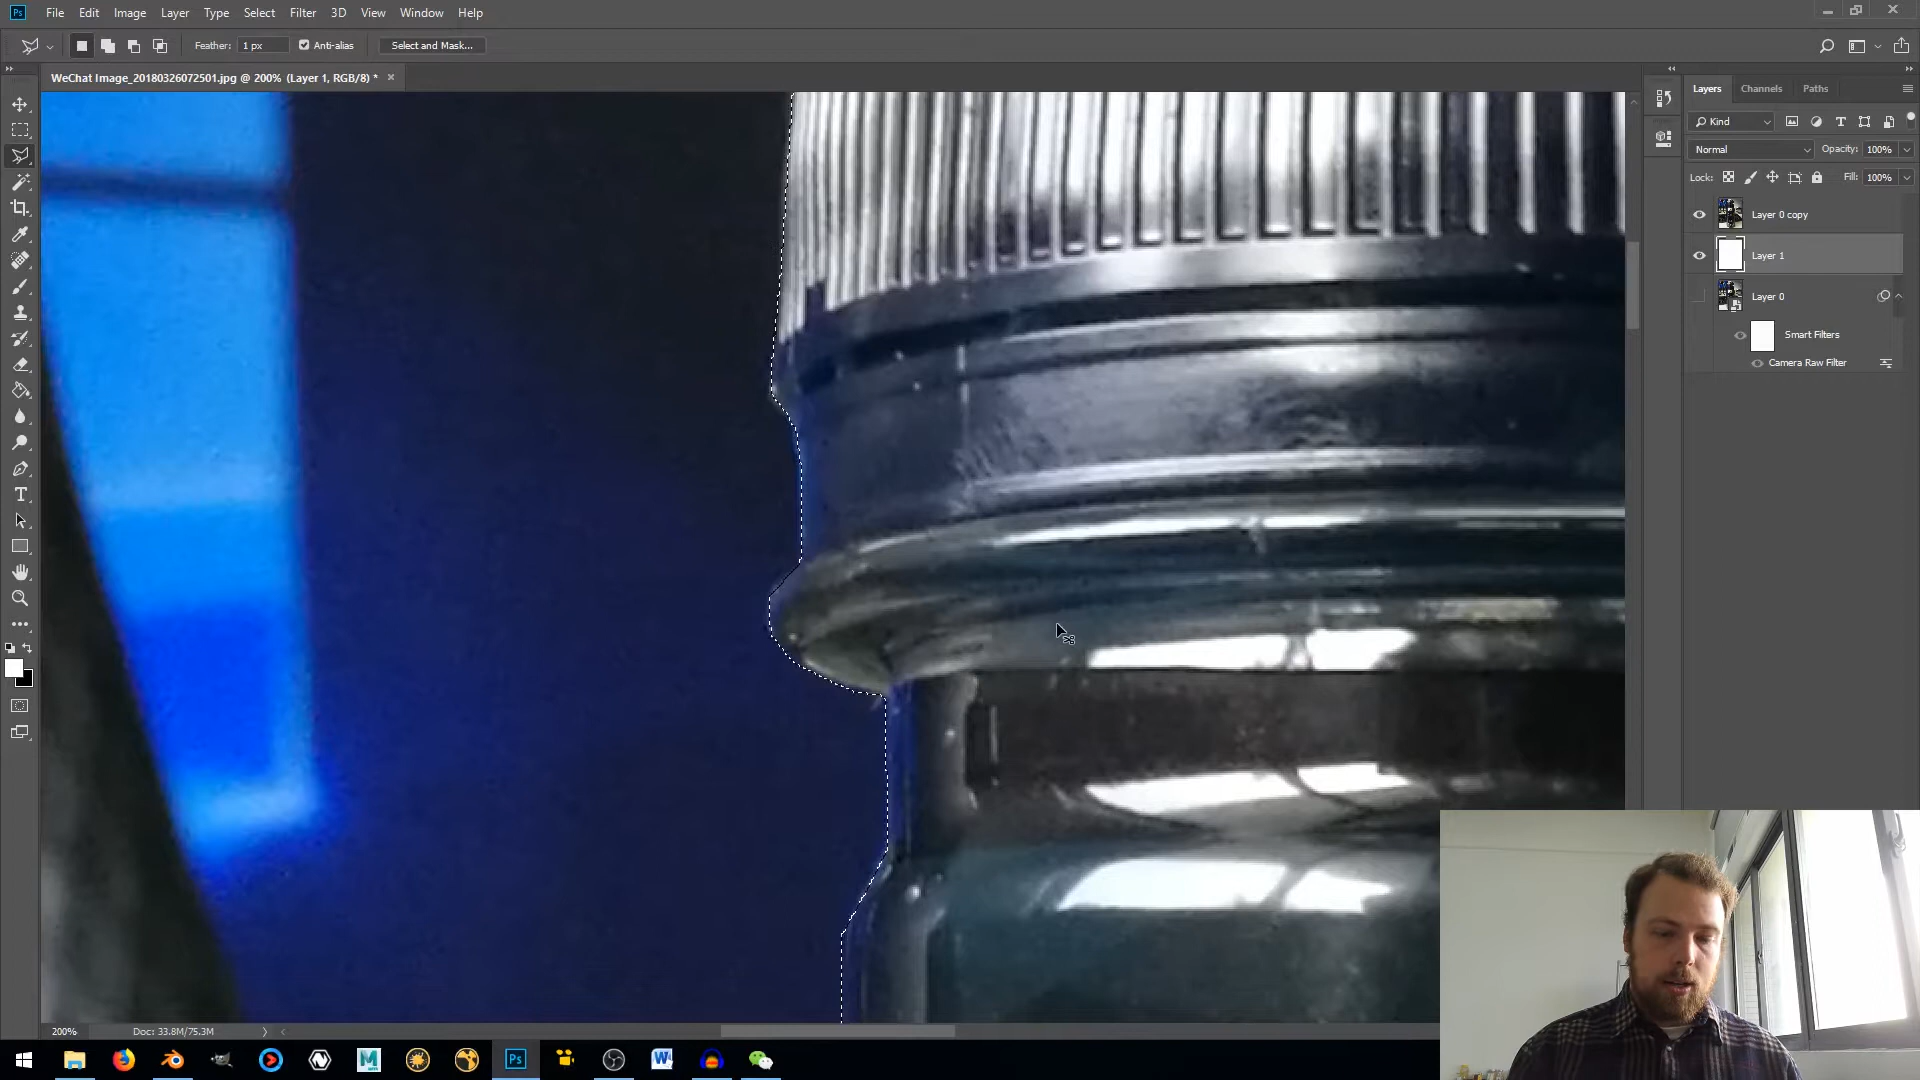 Ps File Edit Image Layer Type Select Filter 3D View Window Help
Feather: 1 px Anti-alias Select and Mask...
WeChat Image_20180326072501.jpg @ 200% (Layer 1, RGB/8) * ×
Layers Channels Paths
Kind
Normal Opacity: 100%
Lock: Fill: 100%
Layer 0 copy
Layer 1
Layer 0
Smart Filters
Camera Raw Filter
200% Doc: 33.8M/75.3M
Ps